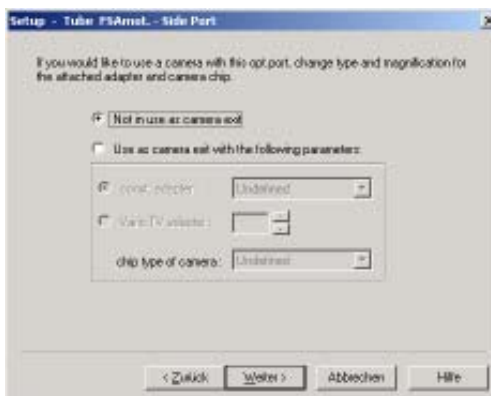 Setup - Tube FSAmot. - Side Port
If you would like to use a camera with this opt.port, change type and magnification for
the attached adapter and camera chip.
Not in use as camera exit
Use as camera exit with the following parameters:
const. adapter
Undefined
Vario TV adapter:
chip type of camera:
Undefined
< Zurück
Weiter >
Abbrechen
Hilfe